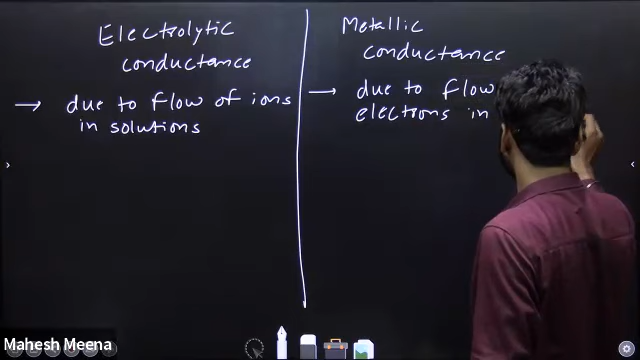 Electrolytic
conductance
→ due to flow of ions
in solutions
Metallic
conductance
→ due to flow
electrons in
Mahesh Meena